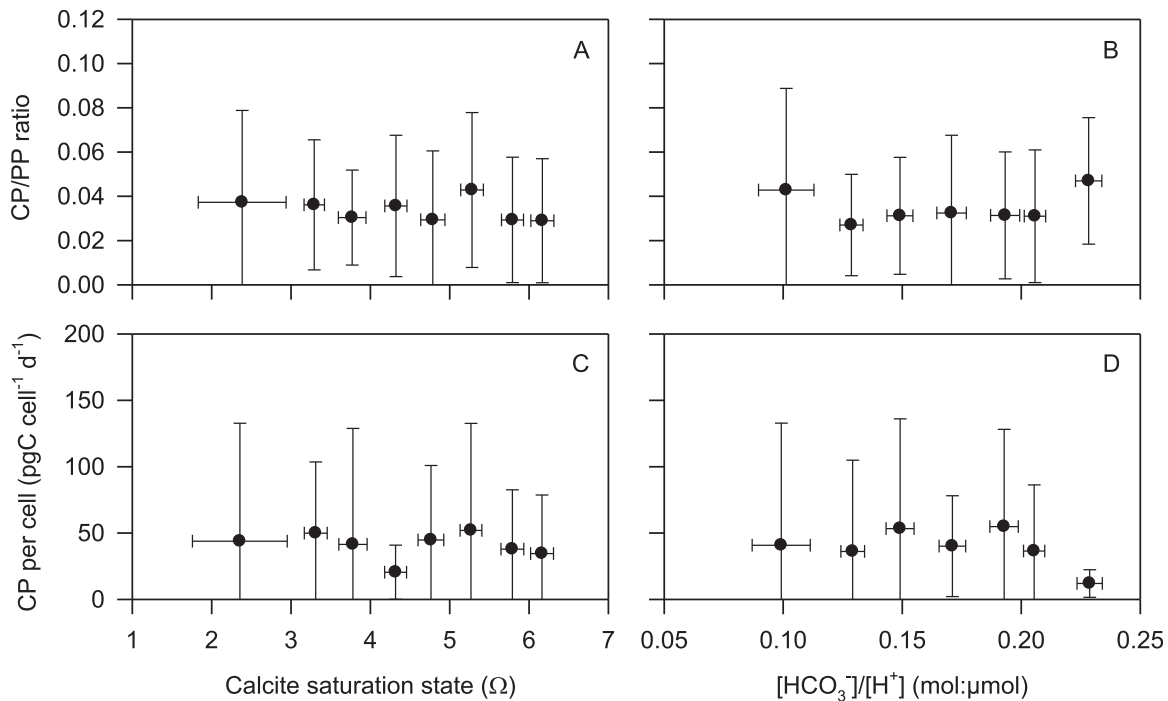 0.12
0.10
0.08
0.06
0.04
0.02
0.00
CP/PP ratio
A
B
200
150
100
50
0
CP per cell (pgC cell⁻¹ d⁻¹)
C
D
1 2 3 4 5 6 7
0.05 0.10 0.15 0.20 0.25
Calcite saturation state (Ω)
[HCO₃⁻]/[H⁺] (mol:µmol)